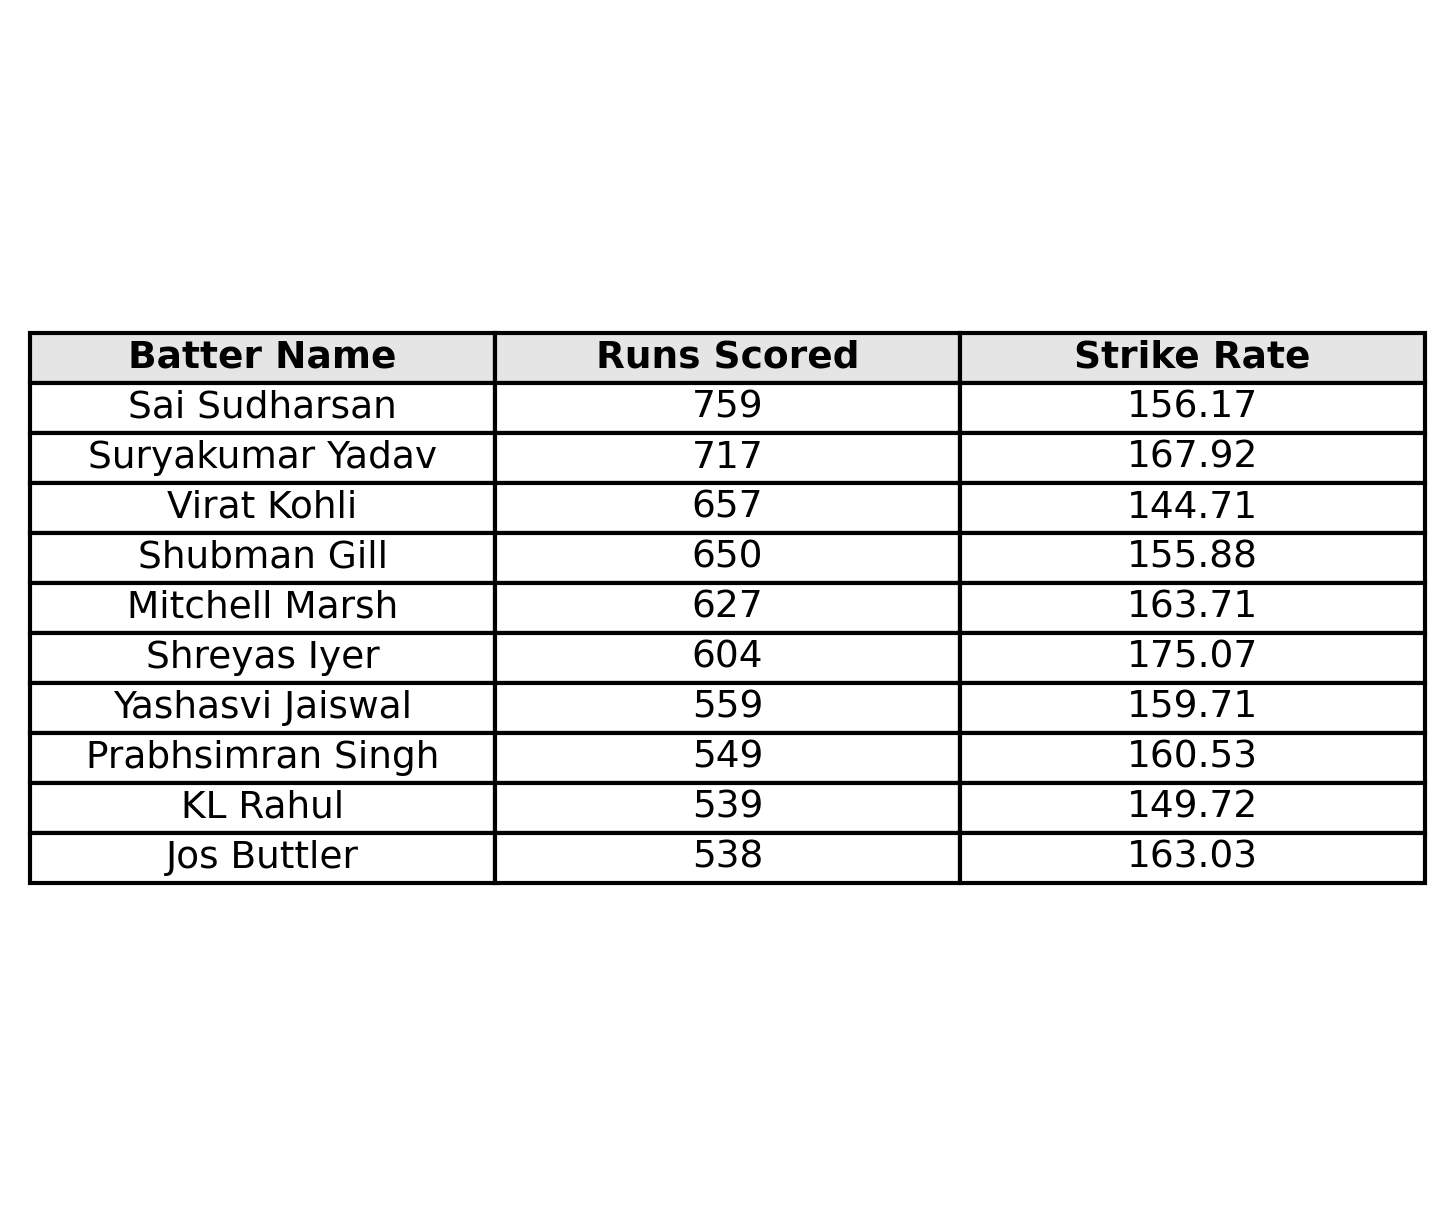 Batter Name Runs Scored Strike Rate
Sai Sudharsan 759 156.17
Suryakumar Yadav 717 167.92
Virat Kohli 657 144.71
Shubman Gill 650 155.88
Mitchell Marsh 627 163.71
Shreyas Iyer 604 175.07
Yashasvi Jaiswal 559 159.71
Prabhsimran Singh 549 160.53
KL Rahul 539 149.72
Jos Buttler 538 163.03